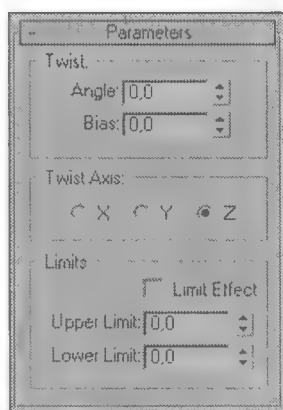 - Parameters
Twist:
Angle: 0,0
Bias: 0,0
Twist Axis:
X Y Z
Limits
Limit Effect
Upper Limit: 0,0
Lower Limit: 0,0